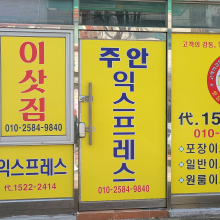 이삿짐
010-2584-9840
익스프레스
代.1522-2414
주안
익스프레스
010-2584-9840
고객의 감동,
代. 15
010-
포장이
일반이
원룸이